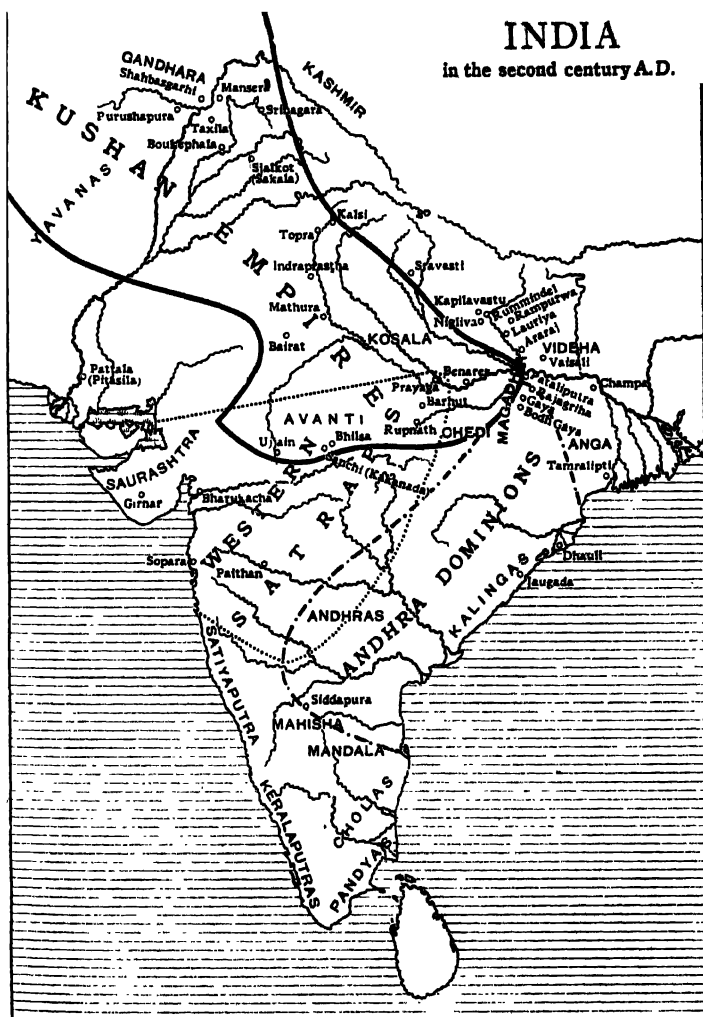 INDIA
in the second century A.D.
GANDHARA
Shahbazgarhi
Mansera
KASHMIR
KUSHAN
Purushapura
Srinagara
Taxila
Boukephala
Sialkot
(Sakala)
YAVANAS
EMPIRE
Kalsi
Topra
Indraprastha
Sravasti
Kapilavastu
Rummindei
Rampurwa
Nigliva
Lauriya
Araraj
Mathura
KOSALA
VIDEHA
Vaisali
Bairat
Pattala
(Pitasila)
Benares
Prayaga
Pataliputra
Champa
Rajagriha
Barhut
MAGADHA
Gaya
Bodh Gaya
AVANTI
Rupnath
CHEDI
ANGA
Ujjain
Bhilsa
Tamralipti
SAURASHTRA
Sanchi (Kakanada)
Girnar
Bharukacha
WESTERN
SATRAPIES
Sopara
Paithan
Dhauli
Jaugada
ANDHRA DOMINIONS
KALINGAS
ANDHRAS
SATIYAPUTRA
Siddapura
MAHISHA
MANDALA
KERALAPUTRAS
CHOLAS
PANDYAS